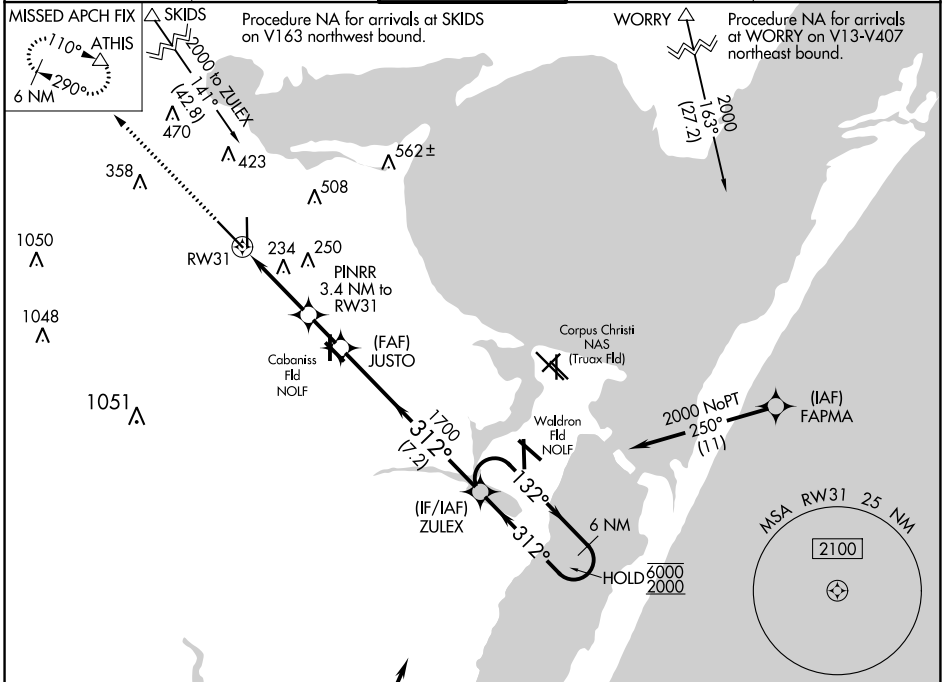 MISSED APCH FIX
110°
ATHIS
290°
6 NM
SKIDS
2000 to ZULEX
141°
(42.8)
Procedure NA for arrivals at SKIDS
on V163 northwest bound.
WORRY
2000
163°
(27.2)
Procedure NA for arrivals
at WORRY on V13-V407
northeast bound.
470
423
562±
358
508
1050
RW31
234
250
PINRR
3.4 NM to
RW31
1048
(FAF)
JUSTO
Cabaniss
Fld
NOLF
Corpus Christi
NAS
(Truax Fld)
1051
1700
312°
(7.2)
Waldron
Fld
NOLF
2000 NoPT
250°
(11)
(IAF)
FAPMA
(IF/IAF)
ZULEX
132°
312°
6 NM
HOLD 6000
2000
MSA RW31 25 NM
2100